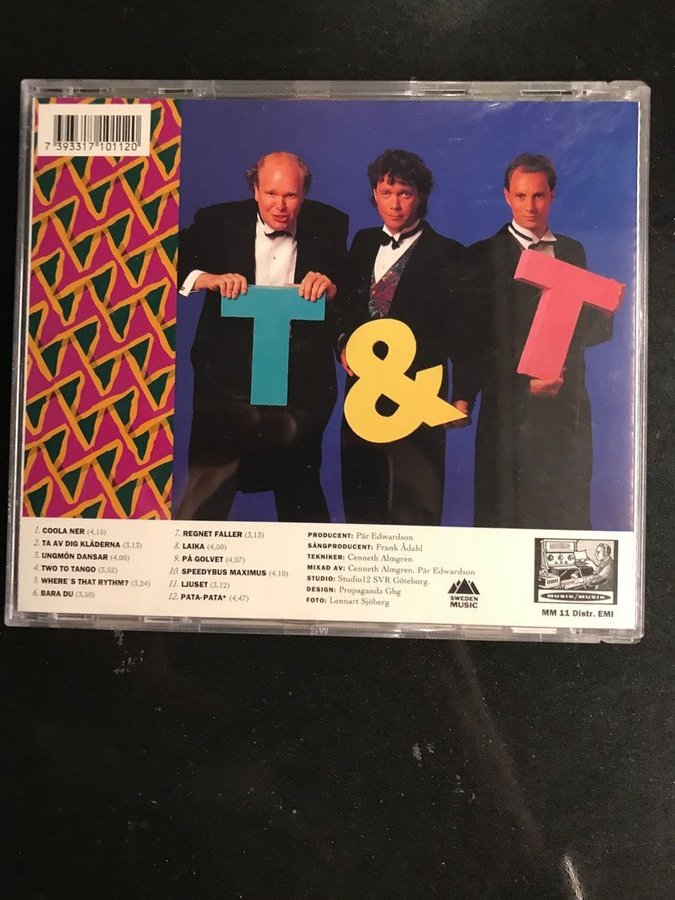 7 393317 101120
T & T
1. COOLA NER (4,15)
2. TA AV DIG KLÄDERNA (3,13)
3. UNGMÖN DANSAR (4,00)
4. TWO TO TANGO (3,52)
5. WHERE´S THAT RYTHM? (3,24)
6. BARA DU (3,50)
7. REGNET FALLER (3,13)
8. LAIKA (4,50)
9. PÅ GOLVET (4,07)
10. SPEEDYBUS MAXIMUS (4,10)
11. LJUSET (3,12)
12. PATA-PATA* (4,47)
PRODUCENT: Pär Edwardson
SÅNGPRODUCENT: Frank Ådahl
TEKNIKER: Cenneth Almgren
MIXAD AV: Cenneth Almgren, Pär Edwardson
STUDIO: Studio12 SVR Göteborg.
DESIGN: Propaganda Gbg
FOTO: Lennart Sjöberg
SWEDEN
MUSIC
MUSIK/MUSIK
MM 11 Distr. EMI